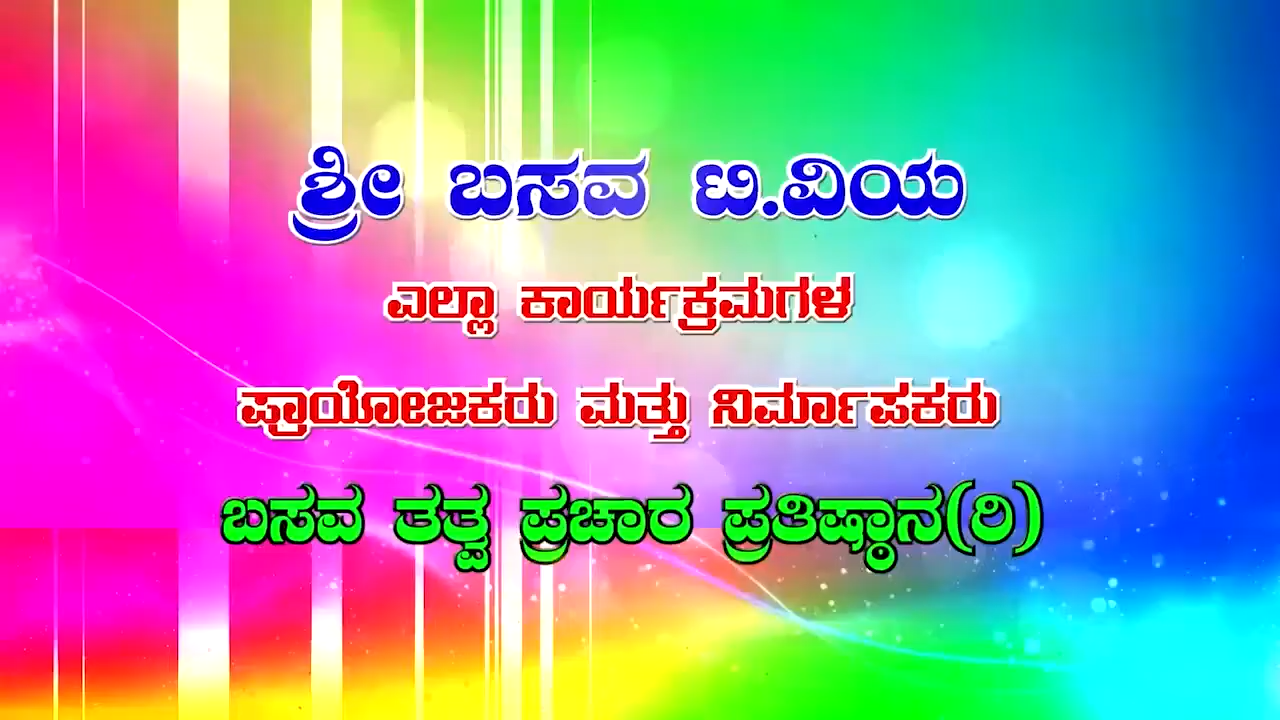 ಶ್ರೀ ಬಸವ ಟಿ.ವಿಯ
ಎಲ್ಲಾ ಕಾರ್ಯಕ್ರಮಗಳ
ಪ್ರಾಯೋಜಕರು ಮತ್ತು ನಿರ್ಮಾಪಕರು
ಬಸವ ತತ್ವ ಪ್ರಚಾರ ಪ್ರತಿಷ್ಠಾನ(ರಿ)